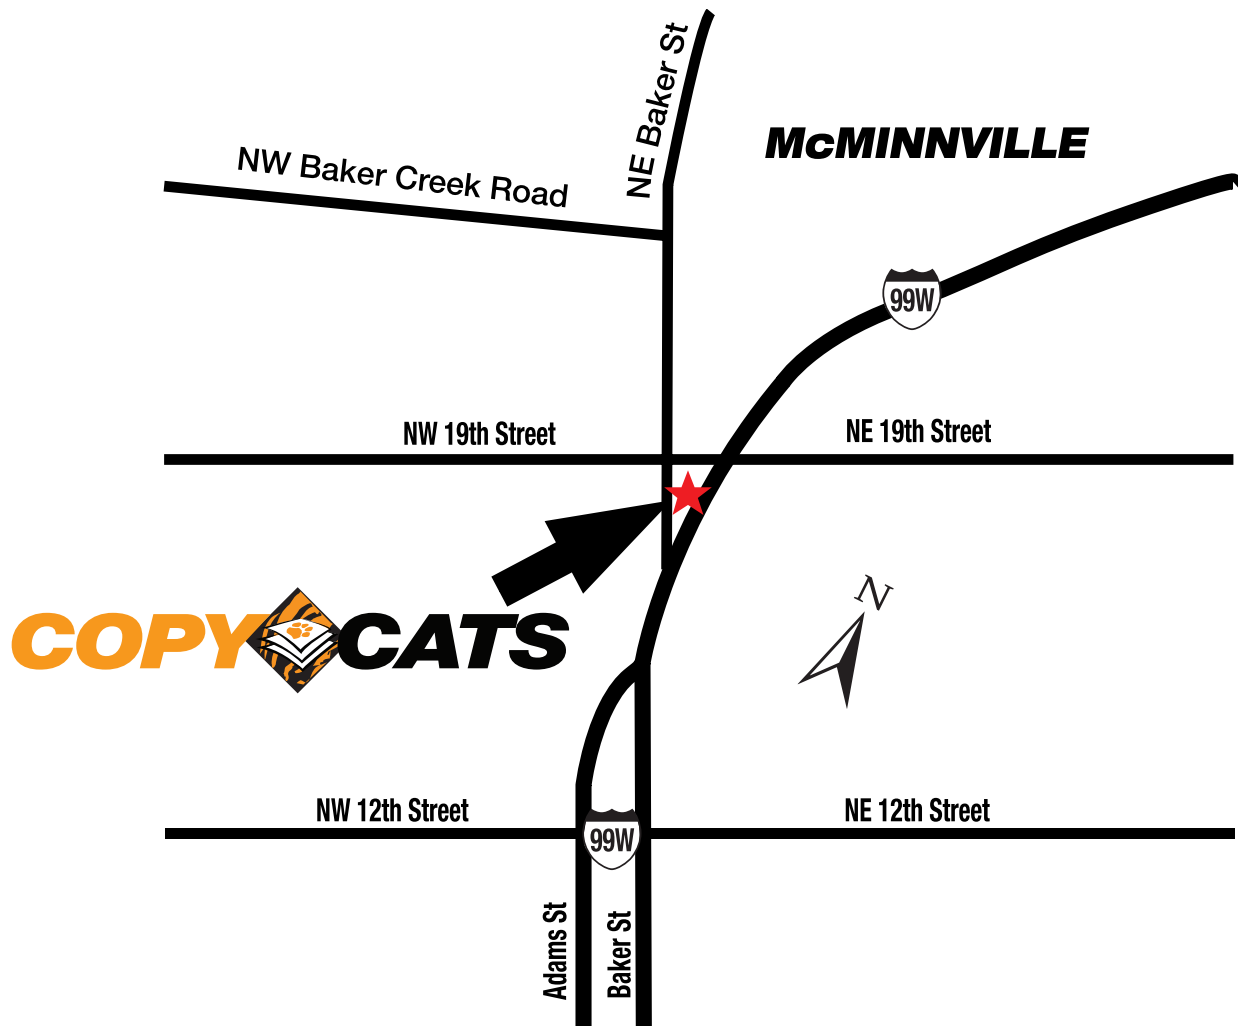 NE Baker St
McMINNVILLE
NW Baker Creek Road
99W
NW 19th Street
NE 19th Street
N
COPY CATS
NW 12th Street
NE 12th Street
99W
Adams St
Baker St